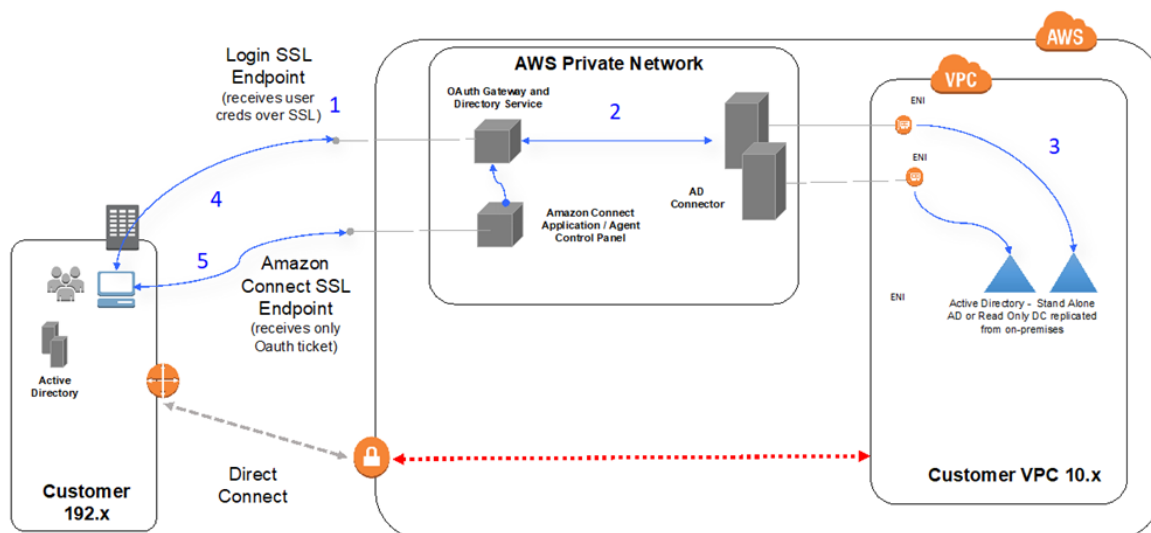 AWS
Login SSL
Endpoint
(receives user
creds over SSL)
1
AWS Private Network
OAuth Gateway and
Directory Service
2
VPC
ENI
ENI
3
4
AD
Connector
Amazon Connect
Application / Agent
Control Panel
5
Amazon
Connect SSL
Endpoint
(receives only
Oauth ticket)
ENI
Active Directory - Stand Alone
AD or Read Only DC replicated
from on-premises
Active
Directory
Direct
Connect
Customer
192.x
Customer VPC 10.x